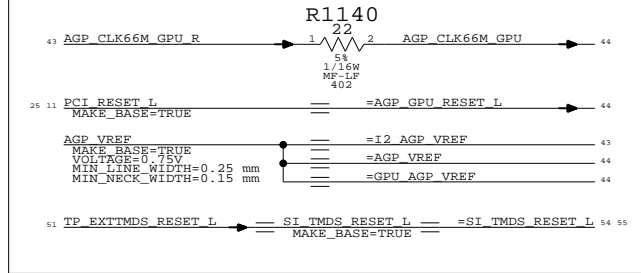 R1140
22
43 AGP_CLK66M_GPU_R 1 2 AGP_CLK66M_GPU 44
5%
1/16W
MF-LF
402
25 11 PCI_RESET_L =AGP_GPU_RESET_L 44
MAKE_BASE=TRUE
AGP_VREF =I2_AGP_VREF 43
MAKE_BASE=TRUE
VOLTAGE=0.75V =AGP_VREF 44
MIN_LINE_WIDTH=0.25 mm
MIN_NECK_WIDTH=0.15 mm =GPU_AGP_VREF 44
51 TP_EXTTMDS_RESET_L SI_TMDS_RESET_L =SI_TMDS_RESET_L 54 55
MAKE_BASE=TRUE